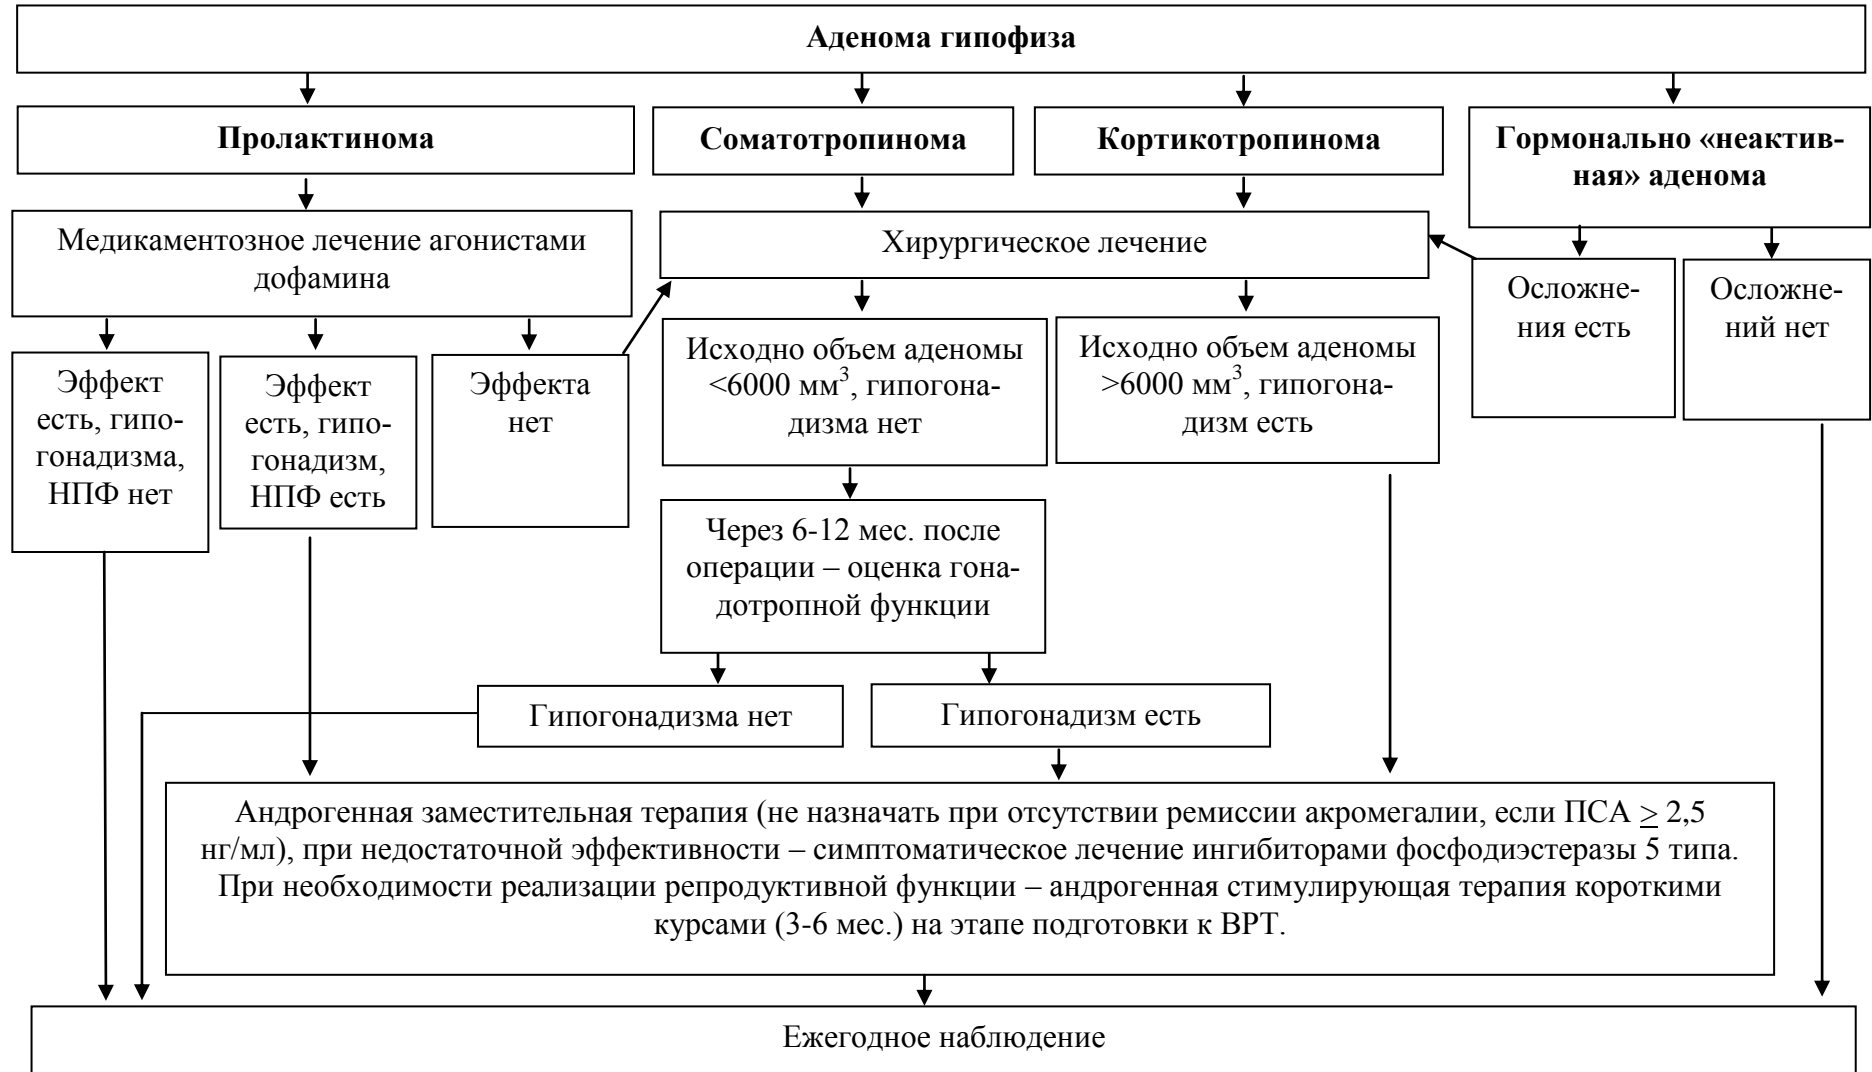 Аденома гипофиза
Пролактинома
Соматотропинома
Кортикотропинома
Гормонально «неактив-
ная» аденома
Медикаментозное лечение агонистами
дофамина
Хирургическое лечение
Осложне-
ния есть
Осложне-
ний нет
Эффект
есть, гипо-
гонадизма,
НПФ нет
Эффект
есть, гипо-
гонадизм,
НПФ есть
Эффекта
нет
Исходно объем аденомы
<6000 мм³, гипогона-
дизма нет
Исходно объем аденомы
>6000 мм³, гипогона-
дизм есть
Через 6-12 мес. после
операции – оценка гона-
дотропной функции
Гипогонадизма нет
Гипогонадизм есть
Андрогенная заместительная терапия (не назначать при отсутствии ремиссии акромегалии, если ПСА ≥ 2,5
нг/мл), при недостаточной эффективности – симптоматическое лечение ингибиторами фосфодиэстеразы 5 типа.
При необходимости реализации репродуктивной функции – андрогенная стимулирующая терапия короткими
курсами (3-6 мес.) на этапе подготовки к ВРТ.
Ежегодное наблюдение